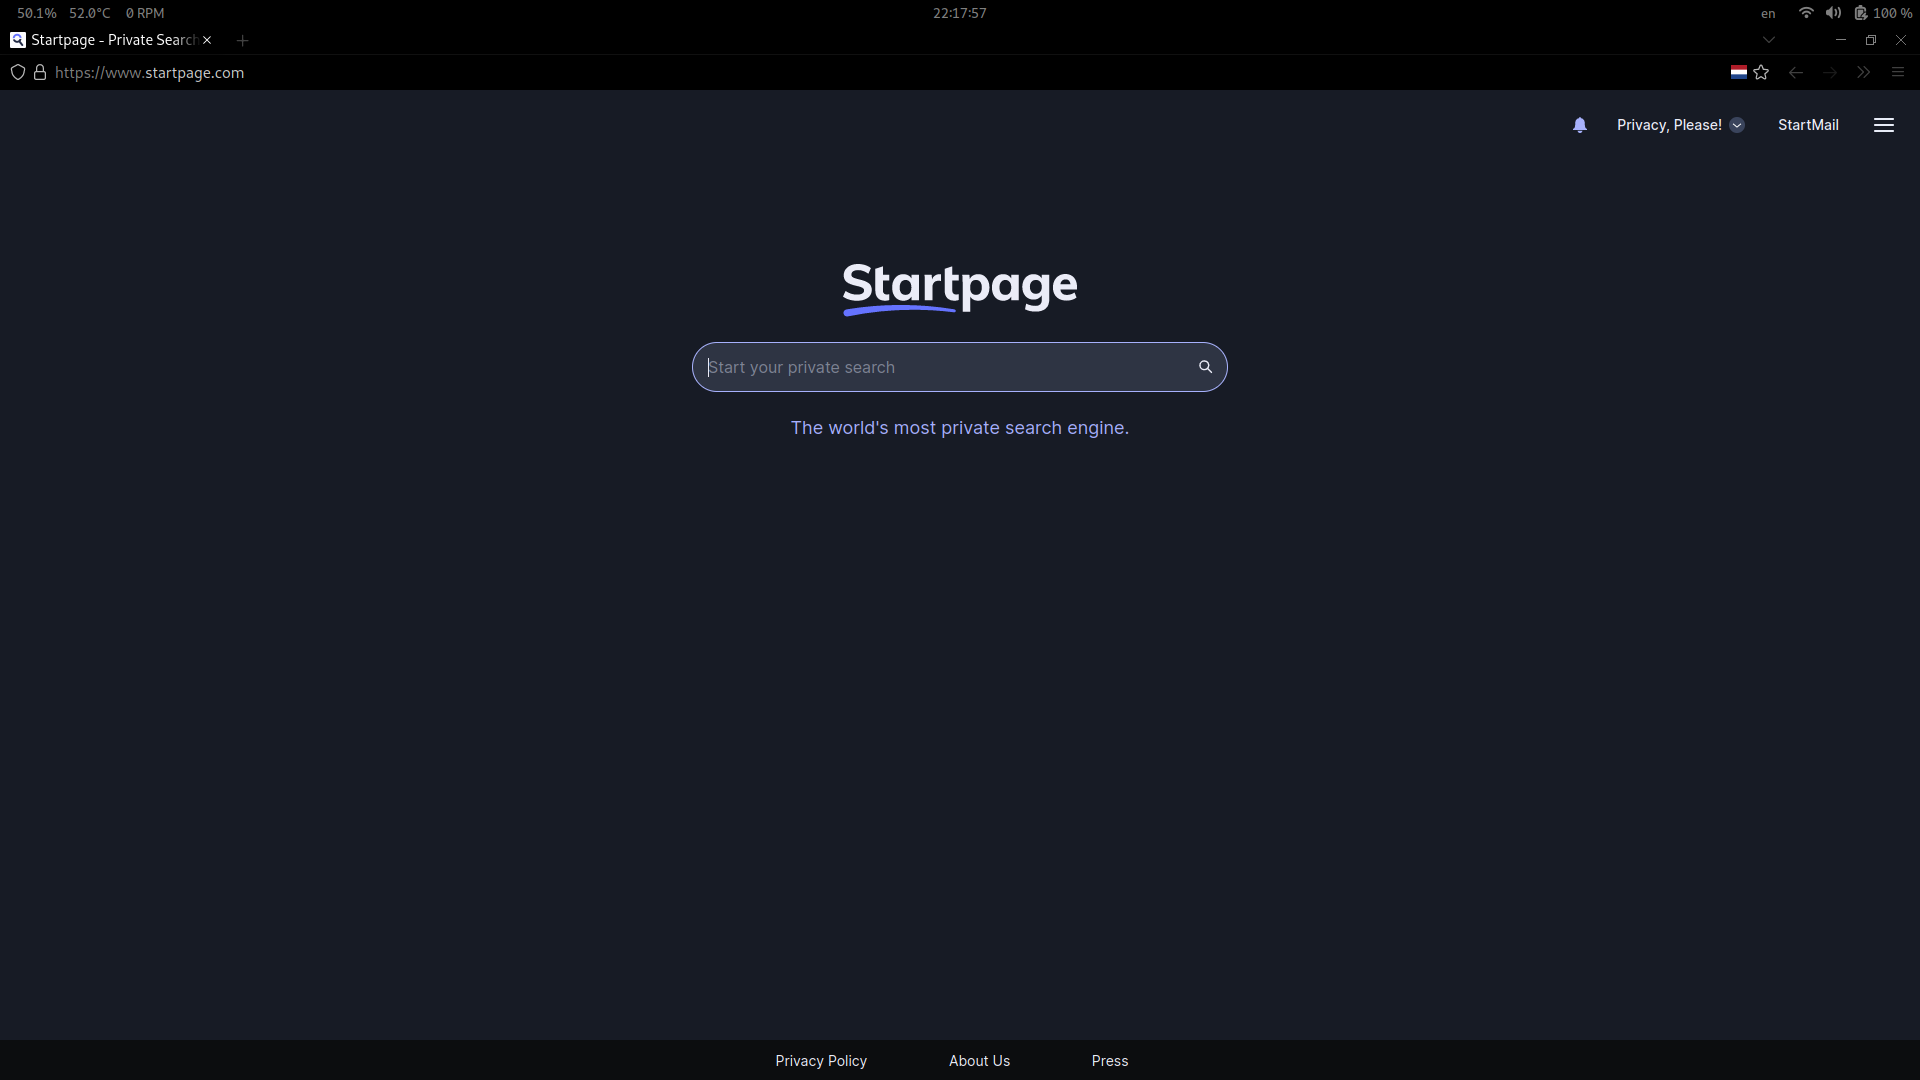 50.1% 52.0°C 0 RPM 22:17:57 en 100 %
Startpage - Private Search
https://www.startpage.com
Privacy, Please! StartMail
Startpage
Start your private search
The world's most private search engine.
Privacy Policy About Us Press